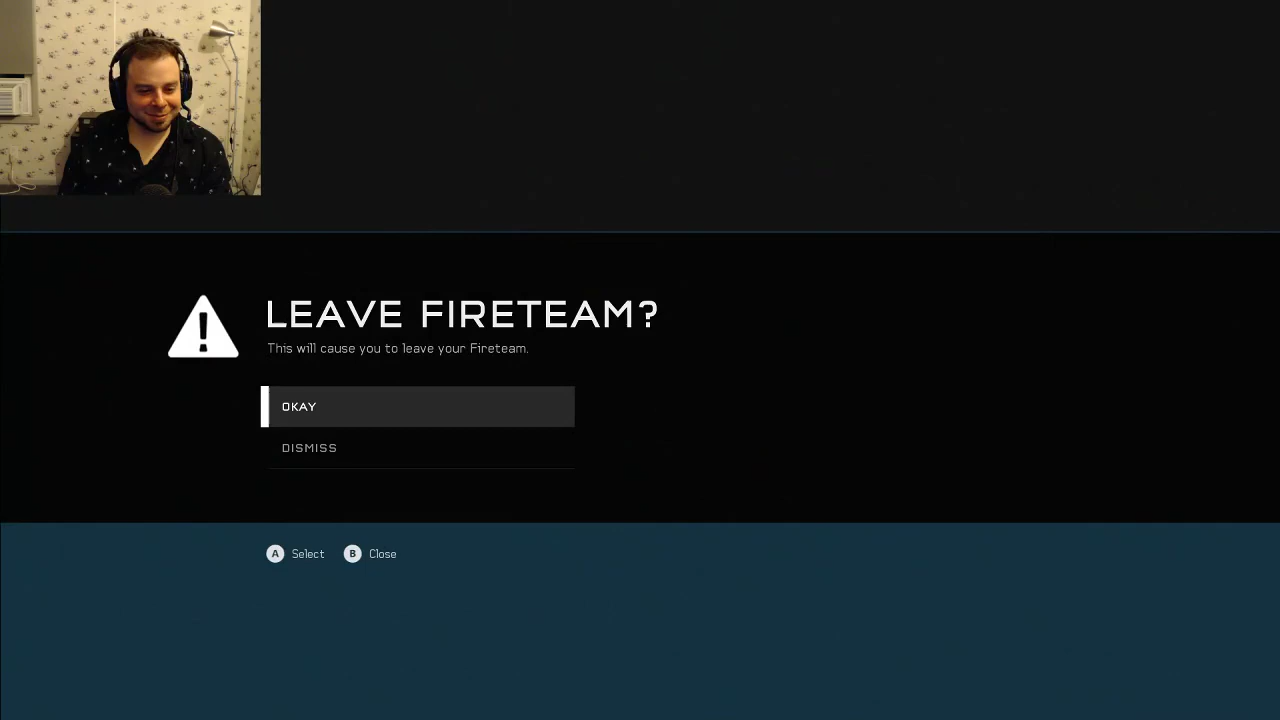 LEAVE FIRETEAM?
This will cause you to leave your Fireteam.
OKAY
DISMISS
A Select B Close